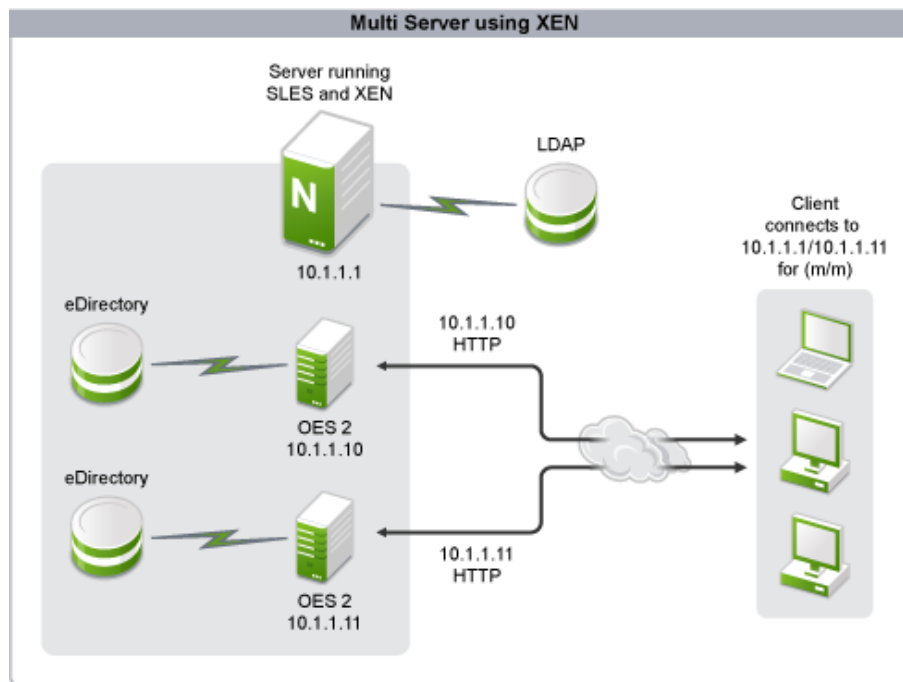 Multi Server using XEN
Server running
SLES and XEN
N
10.1.1.1
LDAP
Client
connects to
10.1.1.1/10.1.1.11
for (m/m)
eDirectory
OES 2
10.1.1.10
10.1.1.10
HTTP
eDirectory
OES 2
10.1.1.11
10.1.1.11
HTTP